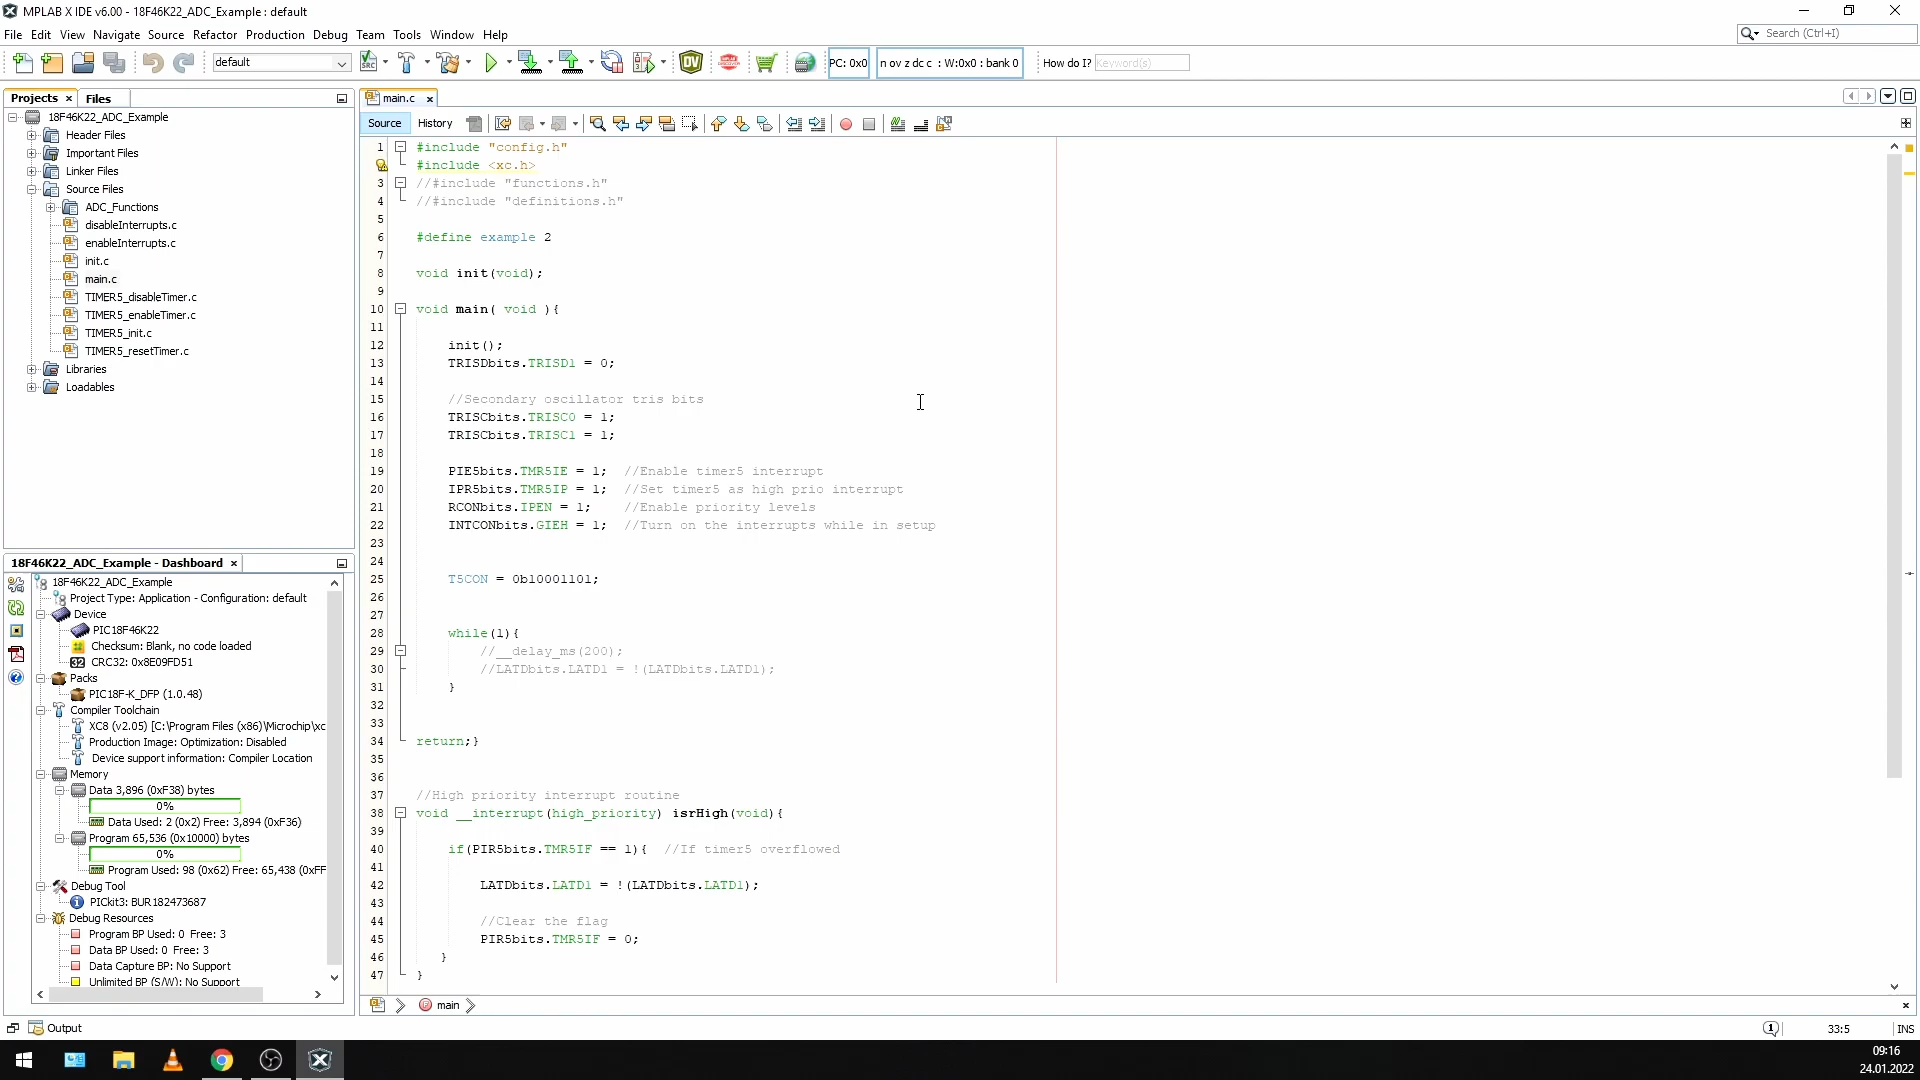 MPLAB X IDE v6.00 - 18F46K22_ADC_Example : default
File Edit View Navigate Source Refactor Production Debug Team Tools Window Help
Search (Ctrl+I)
default
PC: 0x0
n ov z dc c : W:0x0 : bank 0
How do I? Keyword(s)
Projects Files
18F46K22_ADC_Example
Header Files
Important Files
Linker Files
Source Files
ADC_Functions
disableInterrupts.c
enableInterrupts.c
init.c
main.c
TIMER5_disableTimer.c
TIMER5_enableTimer.c
TIMER5_init.c
TIMER5_resetTimer.c
Libraries
Loadables
18F46K22_ADC_Example - Dashboard
18F46K22_ADC_Example
Project Type: Application - Configuration: default
Device
PIC18F46K22
Checksum: Blank, no code loaded
CRC32: 0x8E09FD51
Packs
PIC18F-K_DFP (1.0.48)
Compiler Toolchain
XC8 (v2.05) [C:\Program Files (x86)\Microchip\xc
Production Image: Optimization: Disabled
Device support information: Compiler Location
Memory
Data 3,896 (0xF38) bytes
0%
Data Used: 2 (0x2) Free: 3,894 (0xF36)
Program 65,536 (0x10000) bytes
0%
Program Used: 98 (0x62) Free: 65,438 (0xFF
Debug Tool
PICkit3: BUR182473687
Debug Resources
Program BP Used: 0 Free: 3
Data BP Used: 0 Free: 3
Data Capture BP: No Support
Unlimited BP (S/W): No Support
main.c
Source History
1 #include "config.h"
#include <xc.h>
3 //#include "functions.h"
4 //#include "definitions.h"
5
6 #define example 2
7
8 void init(void);
9
10 void main( void ){
11
12 init();
13 TRISDbits.TRISD1 = 0;
14
15 //Secondary oscillator tris bits
16 TRISCbits.TRISC0 = 1;
17 TRISCbits.TRISC1 = 1;
18
19 PIE5bits.TMR5IE = 1; //Enable timer5 interrupt
20 IPR5bits.TMR5IP = 1; //Set timer5 as high prio interrupt
21 RCONbits.IPEN = 1; //Enable priority levels
22 INTCONbits.GIEH = 1; //Turn on the interrupts while in setup
23
24
25 T5CON = 0b10001101;
26
27
28 while(1){
29 //__delay_ms(200);
30 //LATDbits.LATD1 = !(LATDbits.LATD1);
31 }
32
33
34 return;}
35
36
37 //High priority interrupt routine
38 void __interrupt(high_priority) isrHigh(void){
39
40 if(PIR5bits.TMR5IF == 1){ //If timer5 overflowed
41
42 LATDbits.LATD1 = !(LATDbits.LATD1);
43
44 //Clear the flag
45 PIR5bits.TMR5IF = 0;
46 }
47 }
main
Output
1
33:5
INS
09:16
24.01.2022